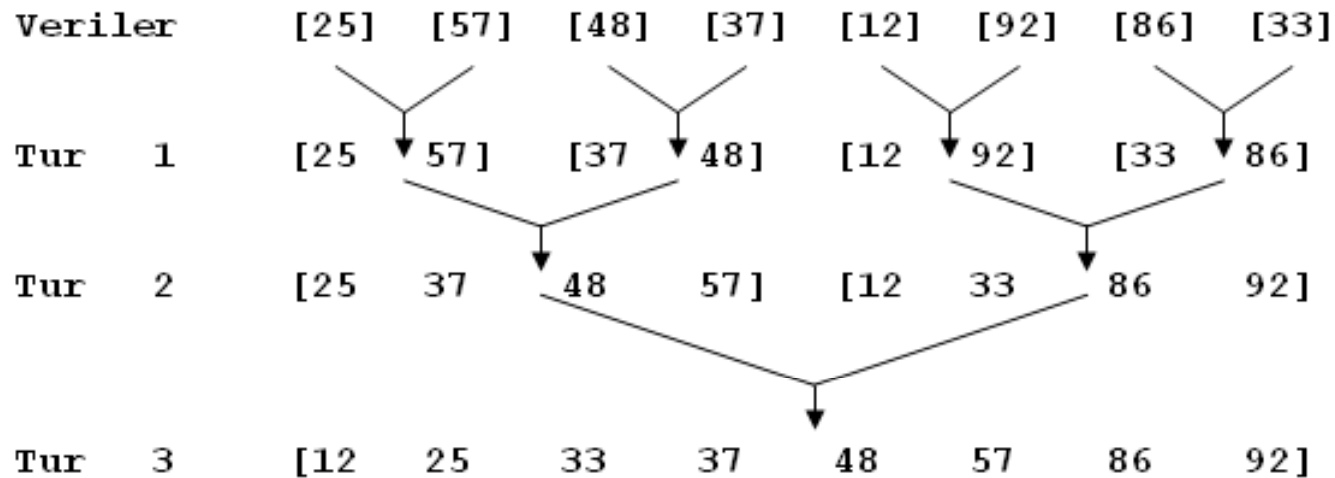 Veriler [25] [57] [48] [37] [12] [92] [86] [33]
Tur 1 [25 57] [37 48] [12 92] [33 86]
Tur 2 [25 37 48 57] [12 33 86 92]
Tur 3 [12 25 33 37 48 57 86 92]